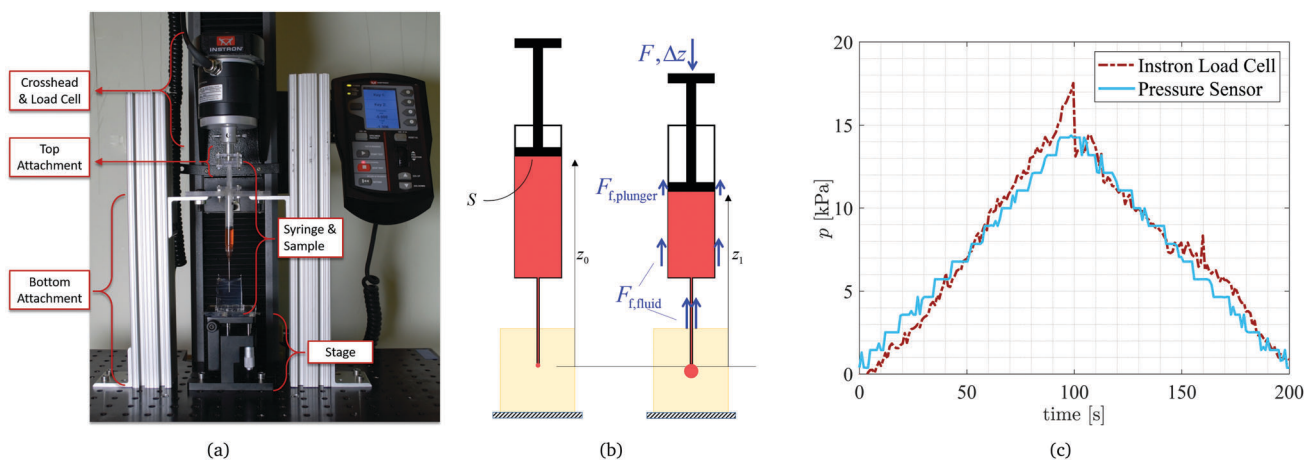 INSTRON
Crosshead
& Load Cell
Top
Attachment
Syringe &
Sample
Bottom
Attachment
Stage
(a)
F, Δz
S
F_f,plunger
F_f,fluid
z_0
z_1
(b)
20
15
10
5
0
p [kPa]
Instron Load Cell
Pressure Sensor
0 50 100 150 200
time [s]
(c)